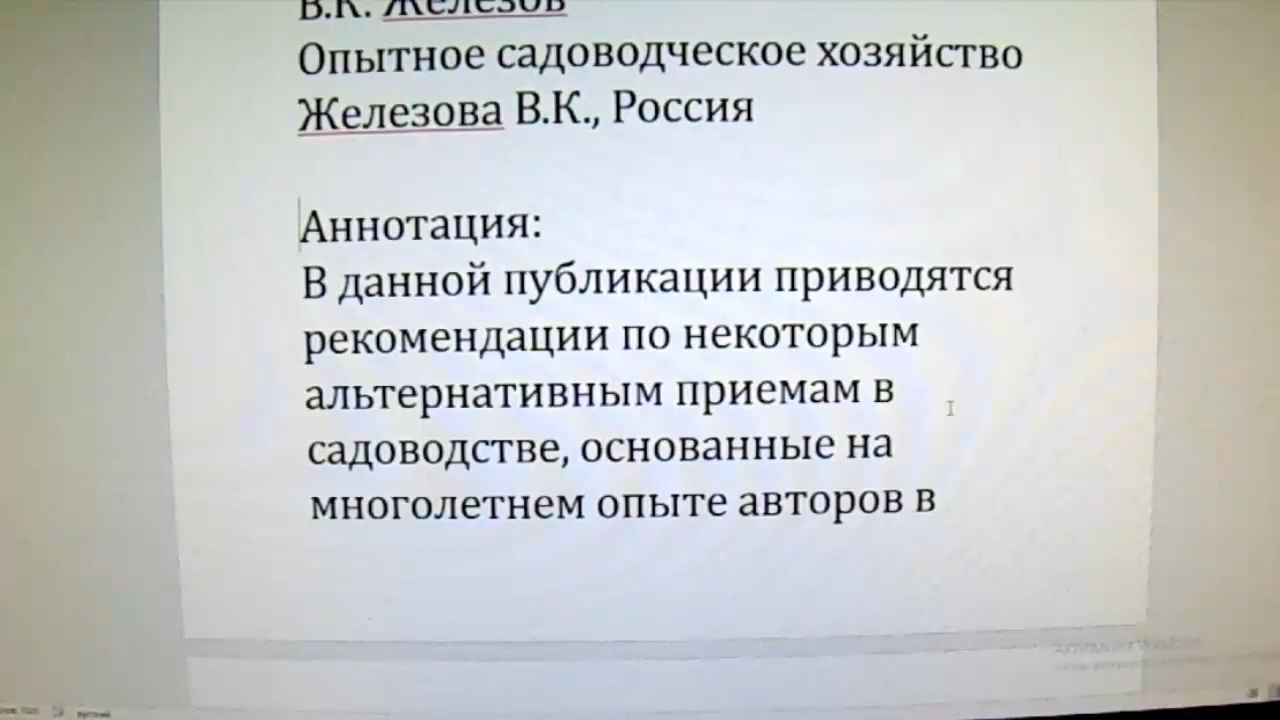 В.К. Железов
Опытное садоводческое хозяйство
Железова В.К., Россия
Аннотация:
В данной публикации приводятся
рекомендации по некоторым
альтернативным приемам в
садоводстве, основанные на
многолетнем опыте авторов в